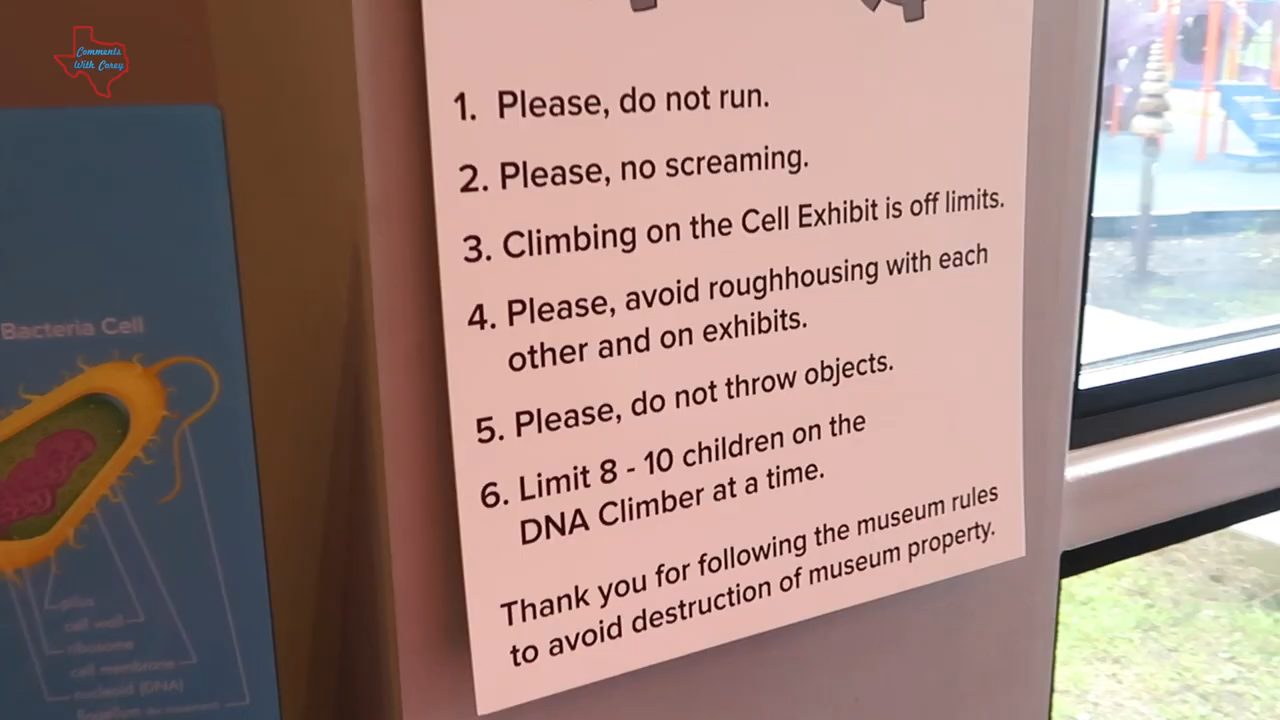 Comments
With Corey
1. Please, do not run.
2. Please, no screaming.
3. Climbing on the Cell Exhibit is off limits.
4. Please, avoid roughhousing with each
other and on exhibits.
5. Please, do not throw objects.
6. Limit 8 - 10 children on the
DNA Climber at a time.
Thank you for following the museum rules
to avoid destruction of museum property.
Bacteria Cell
pilus
cell wall
ribosome
cell membrane
nucleoid (DNA)
flagellum